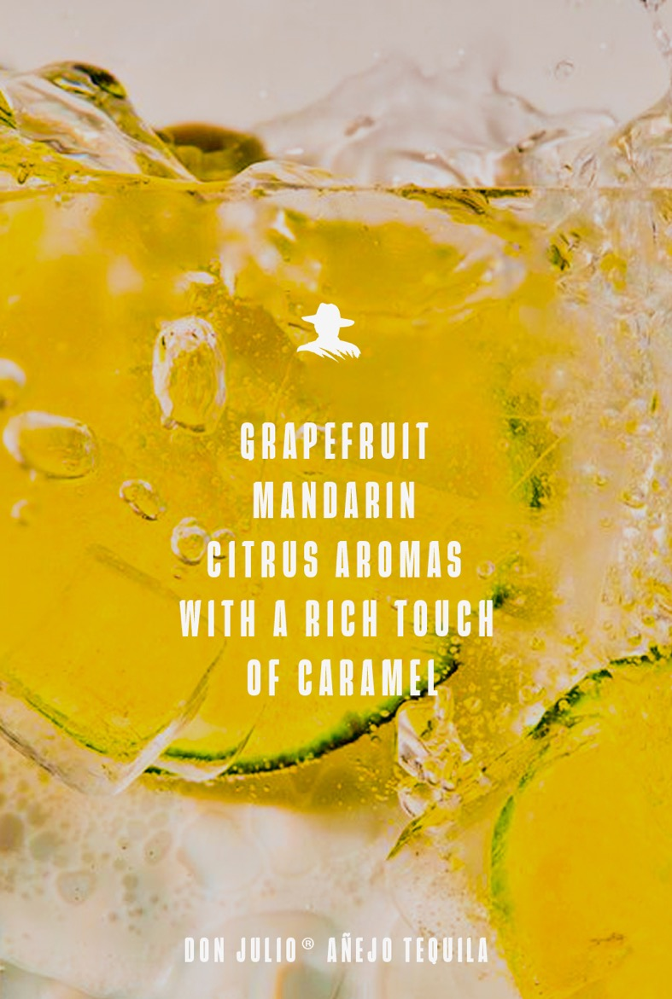 GRAPEFRUIT
MANDARIN
CITRUS AROMAS
WITH A RICH TOUCH
OF CARAMEL
DON JULIO® AÑEJO TEQUILA